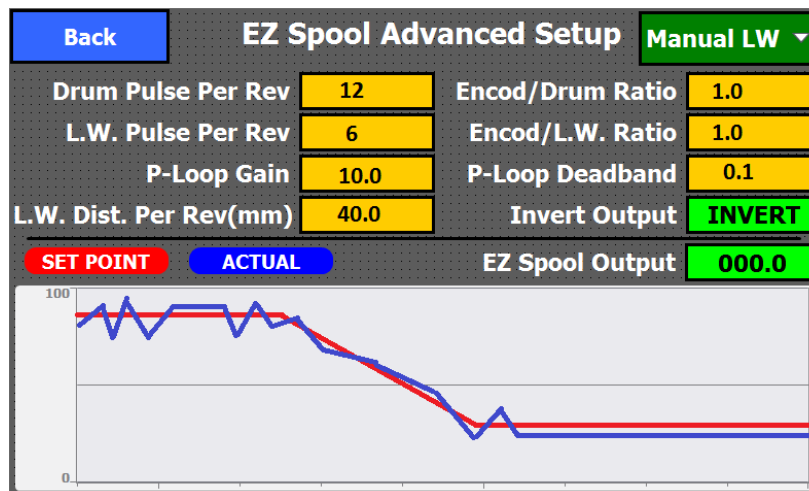 Back EZ Spool Advanced Setup Manual LW
Drum Pulse Per Rev 12 Encod/Drum Ratio 1.0
L.W. Pulse Per Rev 6 Encod/L.W. Ratio 1.0
P-Loop Gain 10.0 P-Loop Deadband 0.1
L.W. Dist. Per Rev(mm) 40.0 Invert Output INVERT
SET POINT ACTUAL EZ Spool Output 000.0
100
0